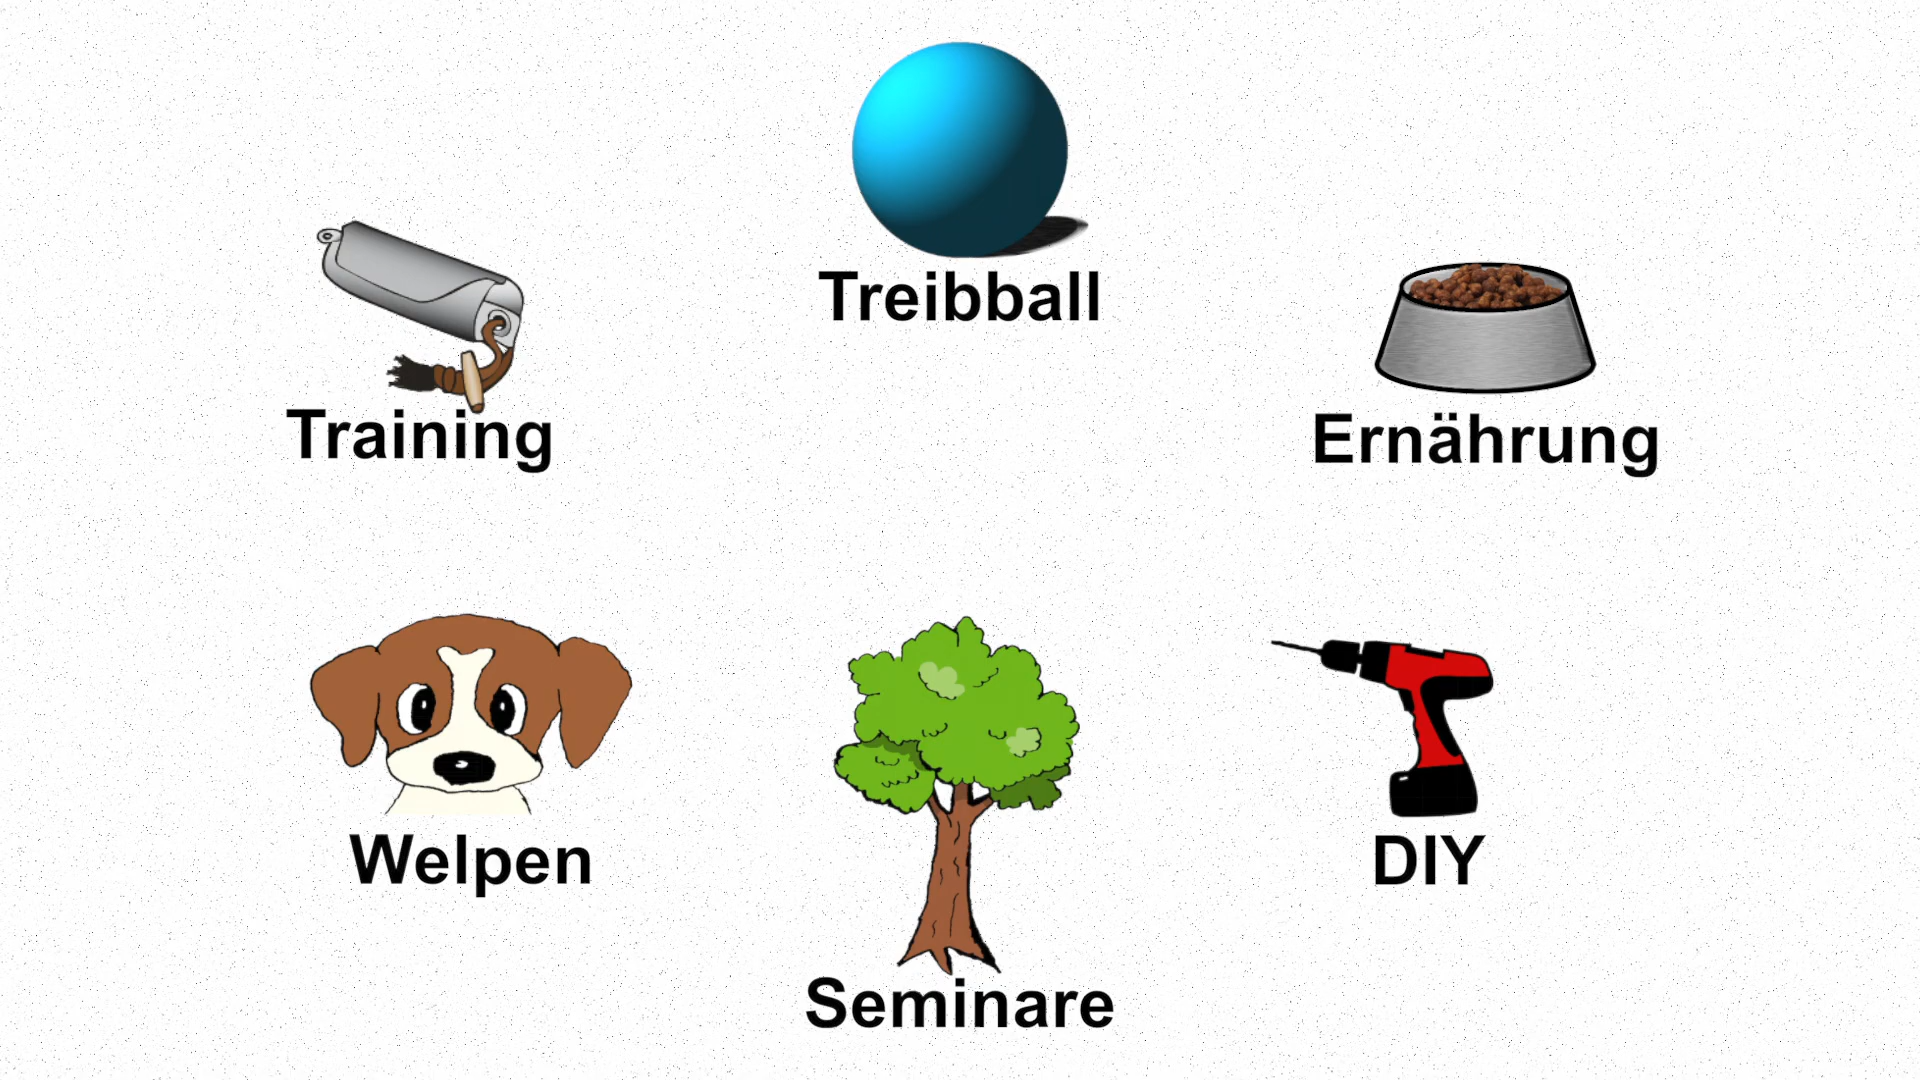 Treibball
Training
Ernährung
Welpen
DIY
Seminare